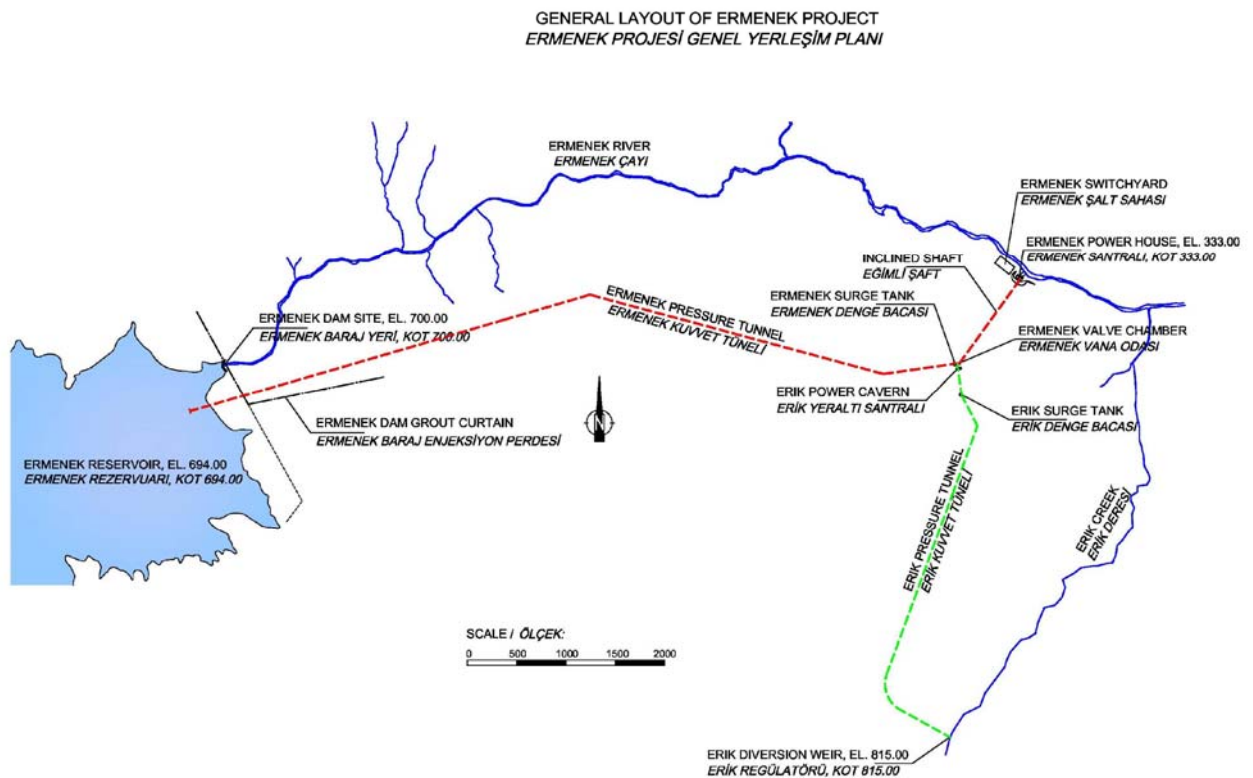 GENERAL LAYOUT OF ERMENEK PROJECT
ERMENEK PROJESİ GENEL YERLEŞİM PLANI
ERMENEK RIVER
ERMENEK ÇAYI
ERMENEK SWITCHYARD
ERMENEK ŞALT SAHASI
ERMENEK POWER HOUSE, EL. 333.00
ERMENEK SANTRALI, KOT 333.00
INCLINED SHAFT
EĞİMLİ ŞAFT
ERMENEK PRESSURE TUNNEL
ERMENEK KUVVET TÜNELİ
ERMENEK SURGE TANK
ERMENEK DENGE BACASI
ERMENEK DAM SITE, EL. 700.00
ERMENEK BARAJ YERİ, KOT 700.00
ERMENEK VALVE CHAMBER
ERMENEK VANA ODASI
ERIK POWER CAVERN
ERİK YERALTI SANTRALI
ERIK SURGE TANK
ERİK DENGE BACASI
N
ERMENEK DAM GROUT CURTAIN
ERMENEK BARAJ ENJEKSİYON PERDESİ
ERMENEK RESERVOIR, EL. 694.00
ERMENEK REZERVUARI, KOT 694.00
ERIK PRESSURE TUNNEL
ERİK KUVVET TÜNELİ
ERIK CREEK
ERİK DERESİ
SCALE / ÖLÇEK:
0 500 1000 1500 2000
ERIK DIVERSION WEIR, EL. 815.00
ERİK REGÜLATÖRÜ, KOT 815.00